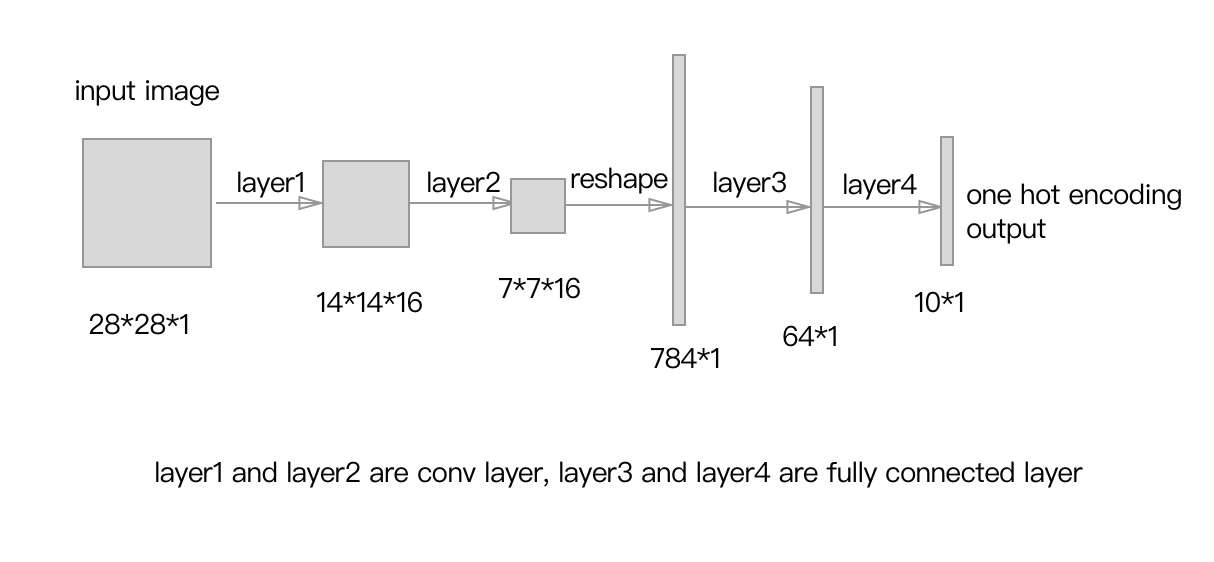 input image
layer1
layer2
reshape
layer3
layer4
one hot encoding
output
28*28*1
14*14*16
7*7*16
784*1
64*1
10*1
layer1 and layer2 are conv layer, layer3 and layer4 are fully connected layer